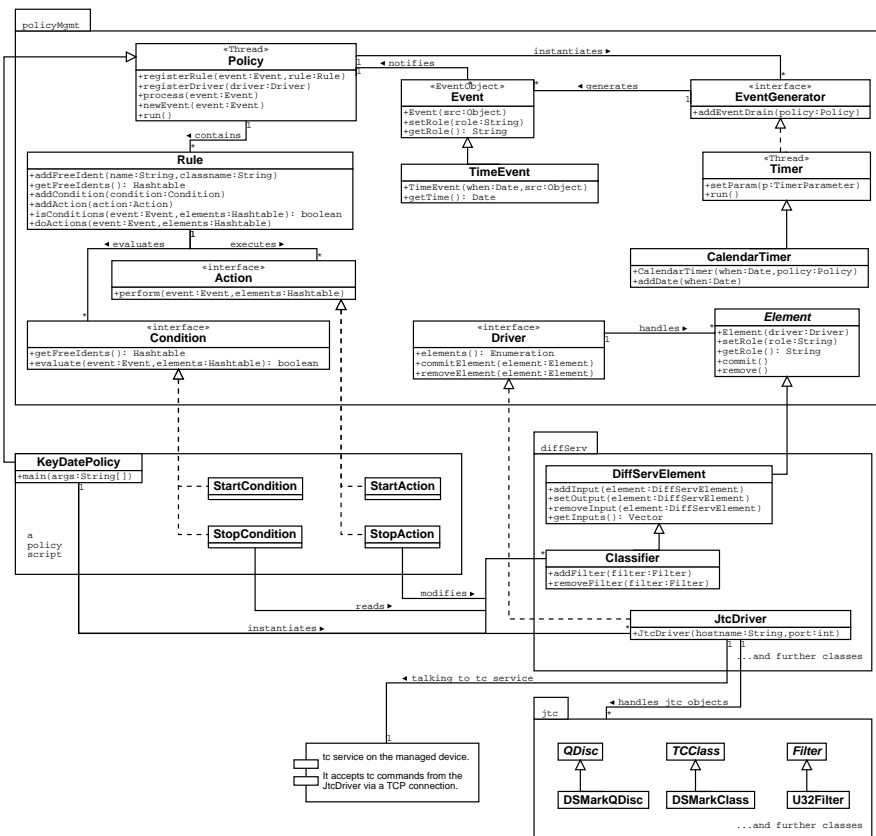 policyMgmt
«Thread»
Policy
+registerRule(event:Event,rule:Rule)
+registerDriver(driver:Driver)
+process(event:Event)
+newEvent(event:Event)
+run()
1
1
1
instantiates ►
*
◄ notifies
*
«EventObject»
Event
+Event(src:Object)
+setRole(role:String)
+getRole(): String
*
◄ generates
1
«interface»
EventGenerator
+addEventDrain(policy:Policy)
◄ contains
*
Rule
+addFreeIdent(name:String,classname:String)
+getFreeIdents(): Hashtable
+addCondition(condition:Condition)
+addAction(action:Action)
+isConditions(event:Event,elements:Hashtable): boolean
+doActions(event:Event,elements:Hashtable)
1
TimeEvent
+TimeEvent(when:Date,src:Object)
+getTime(): Date
«Thread»
Timer
+setParam(p:TimerParameter)
+run()
◄ evaluates
executes ►
*
*
«interface»
Action
+perform(event:Event,elements:Hashtable)
CalendarTimer
+CalendarTimer(when:Date,policy:Policy)
+addDate(when:Date)
«interface»
Condition
+getFreeIdents(): Hashtable
+evaluate(event:Event,elements:Hashtable): boolean
«interface»
Driver
+elements(): Enumeration
+commitElement(element:Element)
+removeElement(element:Element)
1
handles ►
*
Element
+Element(driver:Driver)
+setRole(role:String)
+getRole(): String
+commit()
+remove()
KeyDatePolicy
+main(args:String[])
1
StartCondition
StartAction
StopCondition
StopAction
a
policy
script
diffServ
DiffServElement
+addInput(element:DiffServElement)
+setOutput(element:DiffServElement)
+removeInput(element:DiffServElement)
+getInputs(): Vector
*
Classifier
+addFilter(filter:Filter)
+removeFilter(filter:Filter)
modifies ►
reads ►
instantiates ►
*
JtcDriver
+JtcDriver(hostname:String,port:int)
1
1
...and further classes
◄ talking to tc service
1
◄ handles jtc objects
*
tc service on the managed device.
It accepts tc commands from the
JtcDriver via a TCP connection.
jtc
QDisc
TCClass
Filter
DSMarkQDisc
DSMarkClass
U32Filter
...and further classes